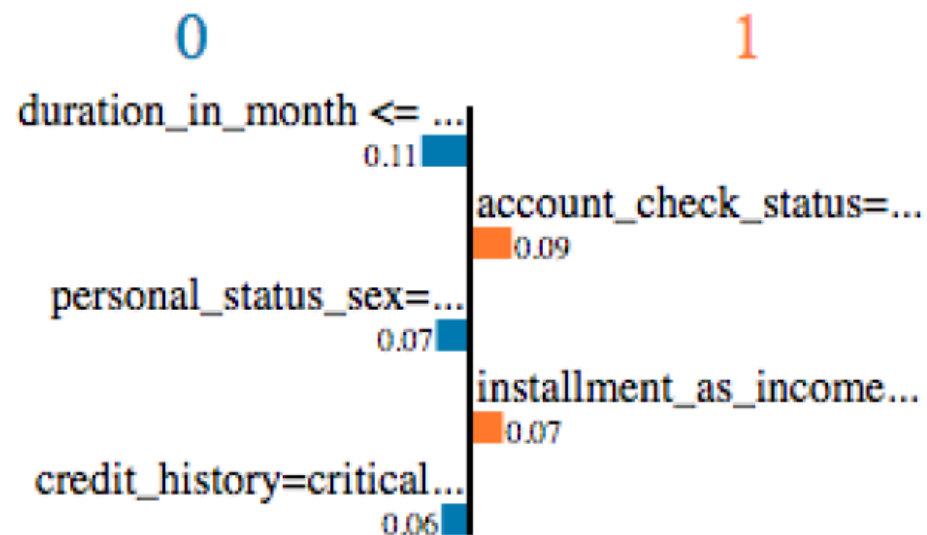 0 1
duration_in_month <= ...
0.11
account_check_status=...
0.09
personal_status_sex=...
0.07
installment_as_income...
0.07
credit_history=critical...
0.06